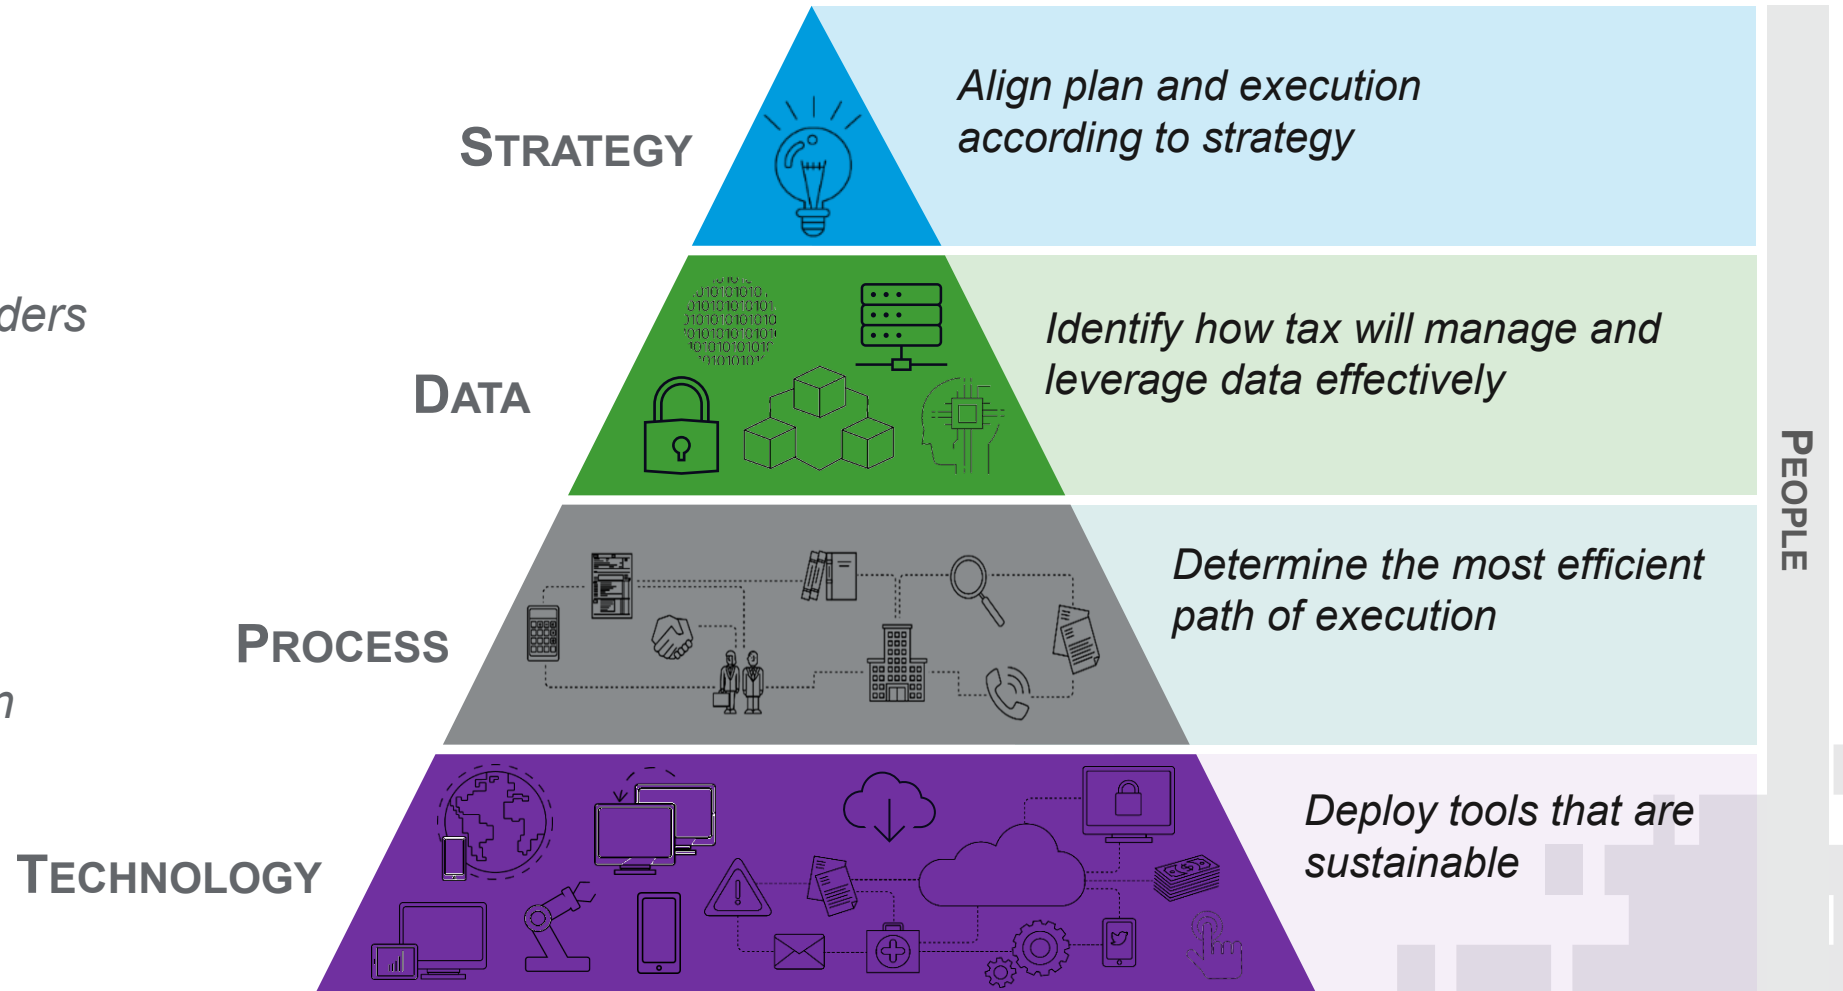 STRATEGY
Align plan and execution
according to strategy
ders
DATA
Identify how tax will manage and
leverage data effectively
PEOPLE
PROCESS
Determine the most efficient
path of execution
n
TECHNOLOGY
Deploy tools that are
sustainable